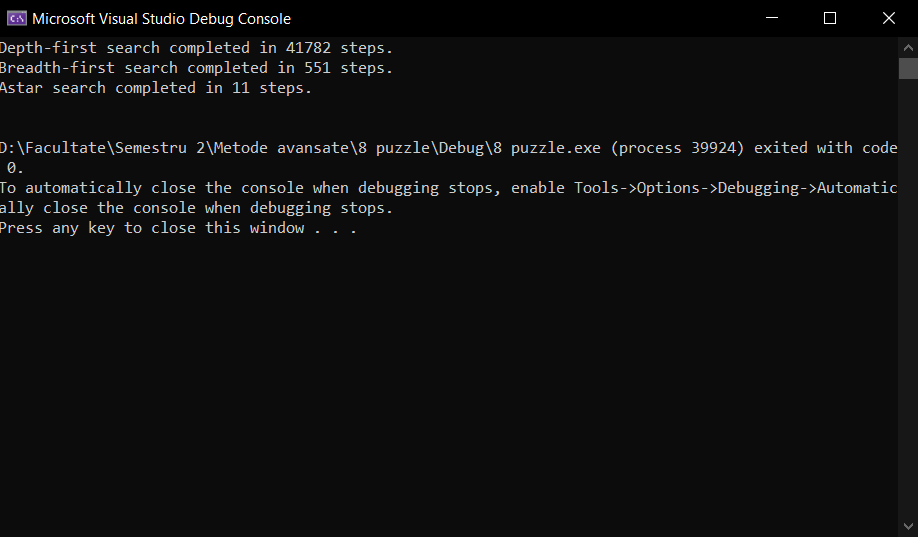 Microsoft Visual Studio Debug Console
Depth-first search completed in 41782 steps.
Breadth-first search completed in 551 steps.
Astar search completed in 11 steps.
D:\Facultate\Semestru 2\Metode avansate\8 puzzle\Debug\8 puzzle.exe (process 39924) exited with code
 0.
To automatically close the console when debugging stops, enable Tools->Options->Debugging->Automatic
ally close the console when debugging stops.
Press any key to close this window . . .